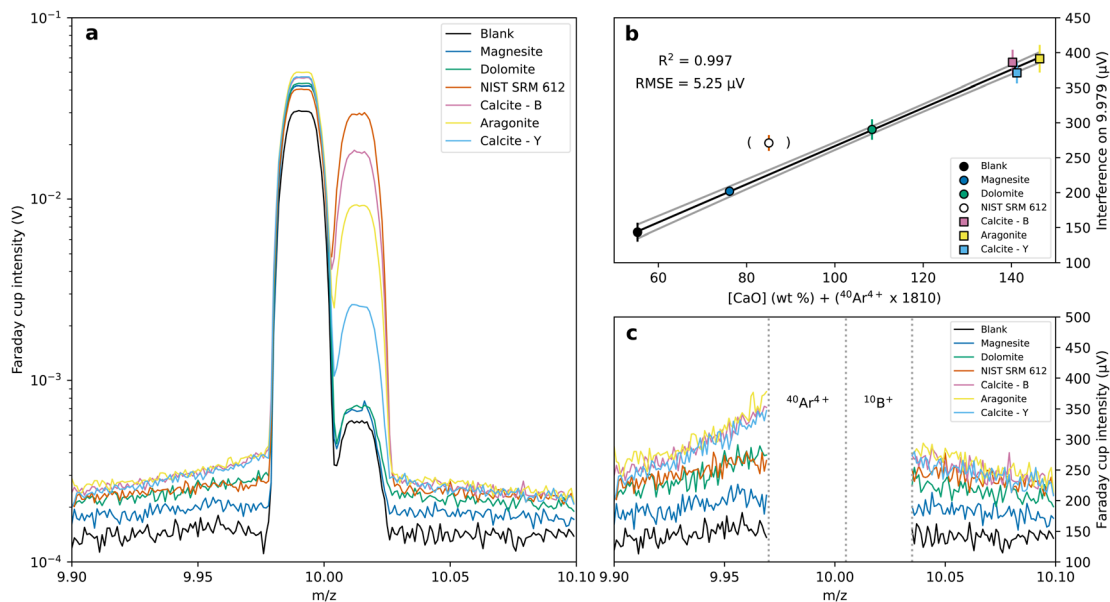 a
Faraday cup intensity (V)
10⁻¹
10⁻²
10⁻³
10⁻⁴
9.90
9.95
10.00
10.05
10.10
m/z
Blank
Magnesite
Dolomite
NIST SRM 612
Calcite - B
Aragonite
Calcite - Y
b
R² = 0.997
RMSE = 5.25 μV
( )
Blank
Magnesite
Dolomite
NIST SRM 612
Calcite - B
Aragonite
Calcite - Y
450
400
350
300
250
200
150
100
Interference on 9.979 (μV)
60
80
100
120
140
[CaO] (wt %) + (⁴⁰Ar⁴⁺ x 1810)
c
⁴⁰Ar⁴⁺
¹⁰B⁺
Blank
Magnesite
Dolomite
NIST SRM 612
Calcite - B
Aragonite
Calcite - Y
500
450
400
350
300
250
200
150
100
Faraday cup intensity (μV)
9.90
9.95
10.00
10.05
10.10
m/z